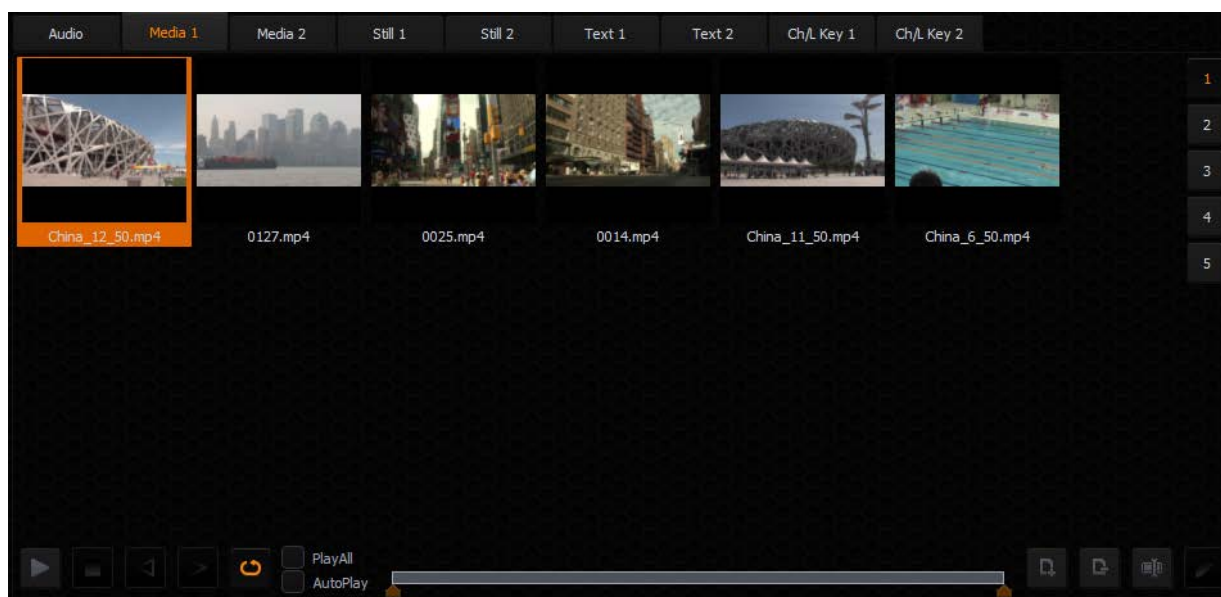 Audio Media 1 Media 2 Still 1 Still 2 Text 1 Text 2 Ch/L Key 1 Ch/L Key 2
1
2
3
4
5
China_12_50.mp4 0127.mp4 0025.mp4 0014.mp4 China_11_50.mp4 China_6_50.mp4
PlayAll
AutoPlay